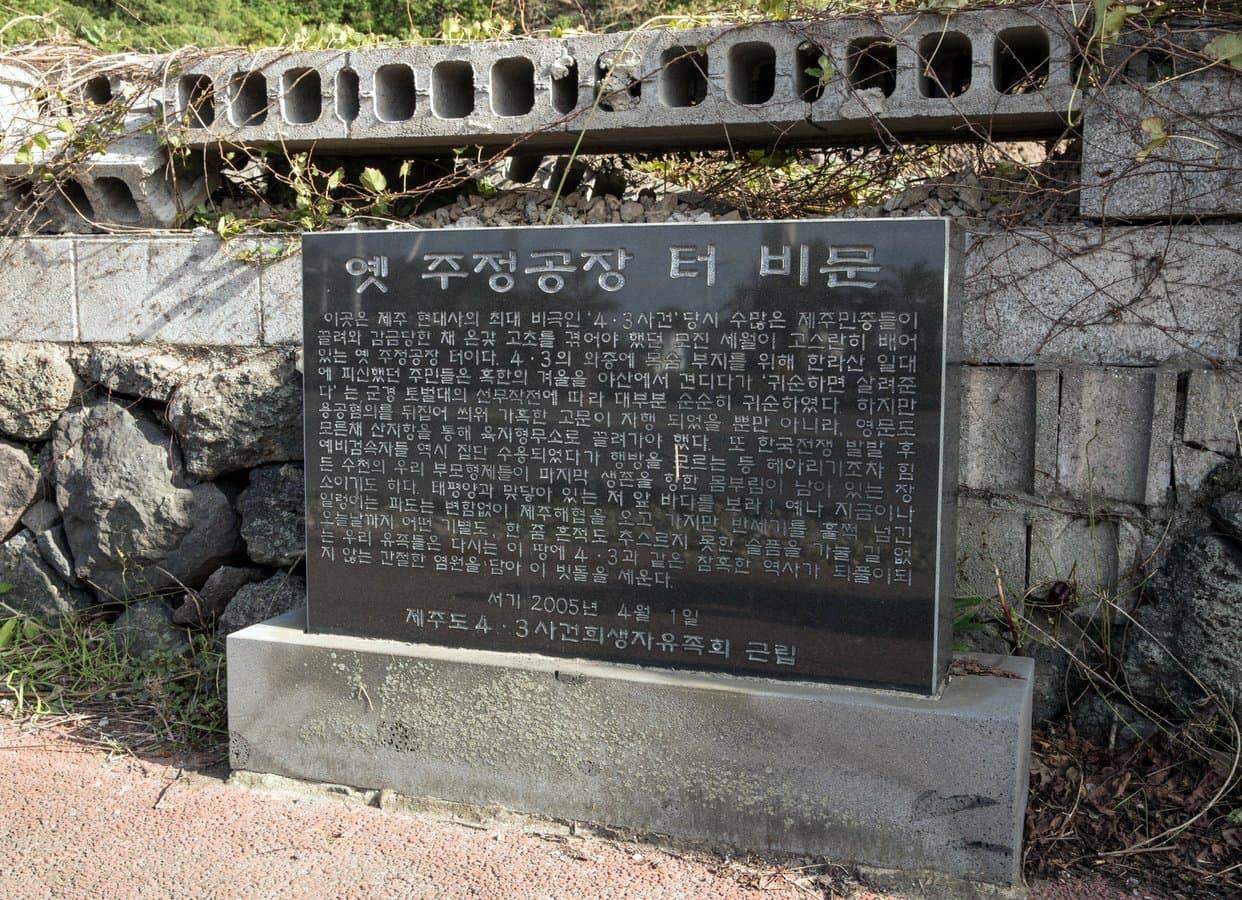 옛 주정공장 터 비문
이곳은 제주 현대사의 최대 비극인 '4·3사건' 당시 수많은 제주민중들이
끌려와 감금당한 채 온갖 고초를 겪어야 했던 모진 세월이 고스란히 배어
있는 옛 주정공장 터이다. 4·3의 와중에 목숨 부지를 위해 한라산 일대
에 피신했던 주민들은 혹한의 겨울을 야산에서 견디다가 '귀순하면 살려준
다'는 군경 토벌대의 선무작전에 따라 대부분 순순히 귀순하였다. 하지만
용공혐의를 뒤집어 씌워 가혹한 고문이 자행 되었을 뿐만 아니라, 영문도
모른채 산지항을 통해 육지형무소로 끌려가야 했다. 또 한국전쟁 발발 후
예비검속자들 역시 집단 수용되었다가 행방을 모르는 등 헤아리기조차 힘
든 수천의 우리 부모형제들이 마지막 생존을 향한 몸부림이 남아 있는 장
소이기도 하다. 태평양과 맞닿아 있는 저 앞 바다를 보라! 예나 지금이나
일렁이는 파도는 변함없이 제주해협을 오고 가지만 반세기를 훌쩍 넘긴
오늘날까지 어떤 기별도 한 줌 흔적도 추스르지 못한 슬픔을 가눌 길 없
는 우리 유족들은 다시는 이 땅에 4·3과 같은 참혹한 역사가 되풀이되
지 않는 간절한 염원을 담아 이 빗돌을 세운다.
서기 2005년 4월 1일
제주도4·3사건희생자유족회 근립